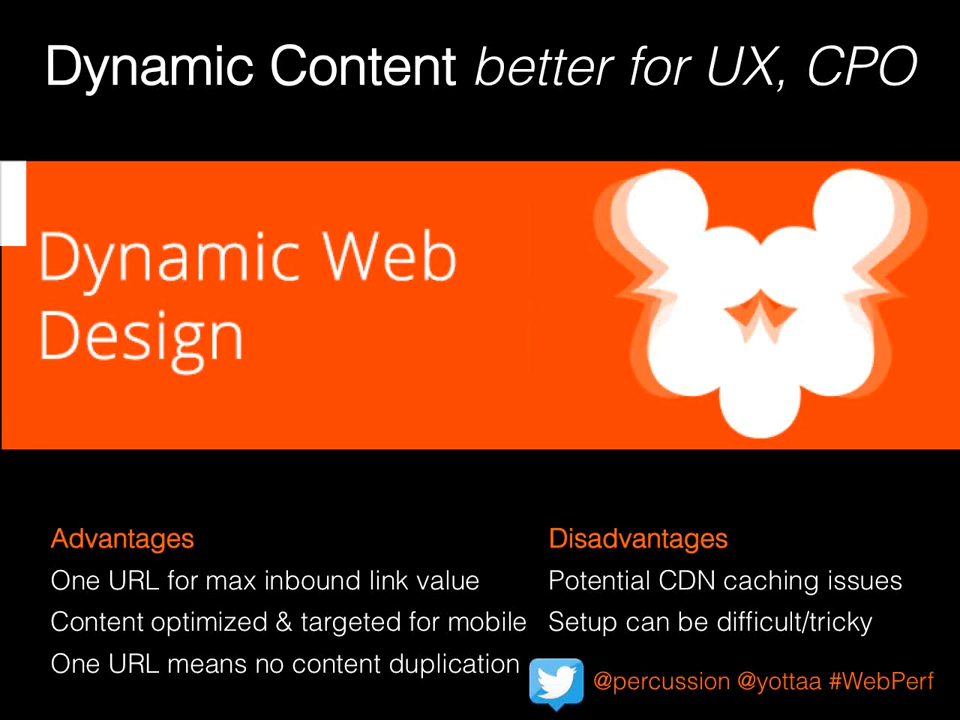 Dynamic Content better for UX, CPO
Dynamic Web
Design
Advantages
One URL for max inbound link value
Content optimized & targeted for mobile
One URL means no content duplication
Disadvantages
Potential CDN caching issues
Setup can be difficult/tricky
@percussion @yottaa #WebPerf